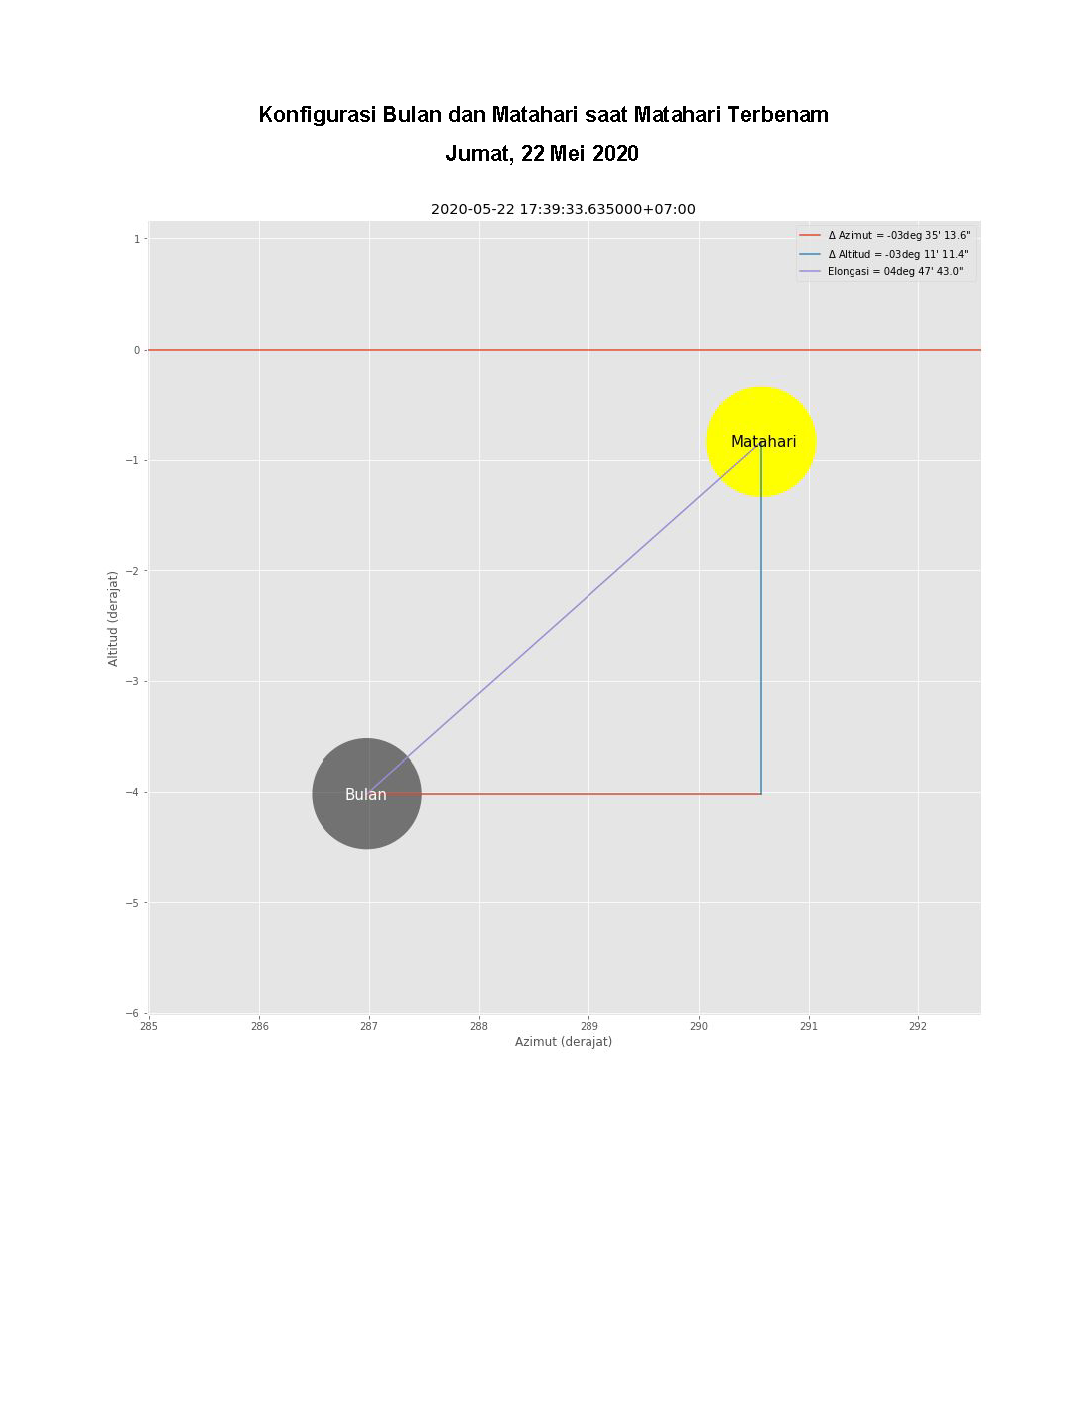 Konfigurasi Bulan dan Matahari saat Matahari Terbenam
Jumat, 22 Mei 2020
2020-05-22 17:39:33.635000+07:00
Δ Azimut = -03deg 35' 13.6"
Δ Altitud = -03deg 11' 11.4"
Elongasi = 04deg 47' 43.0"
1
0
−1
−2
−3
−4
−5
−6
Altitud (derajat)
Matahari
Bulan
285 286 287 288 289 290 291 292
Azimut (derajat)